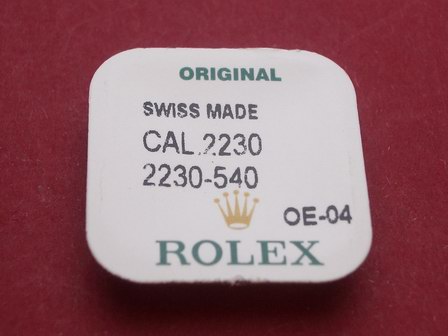 ORIGINAL
SWISS MADE
CAL.2230
2230-540
OE-04
ROLEX